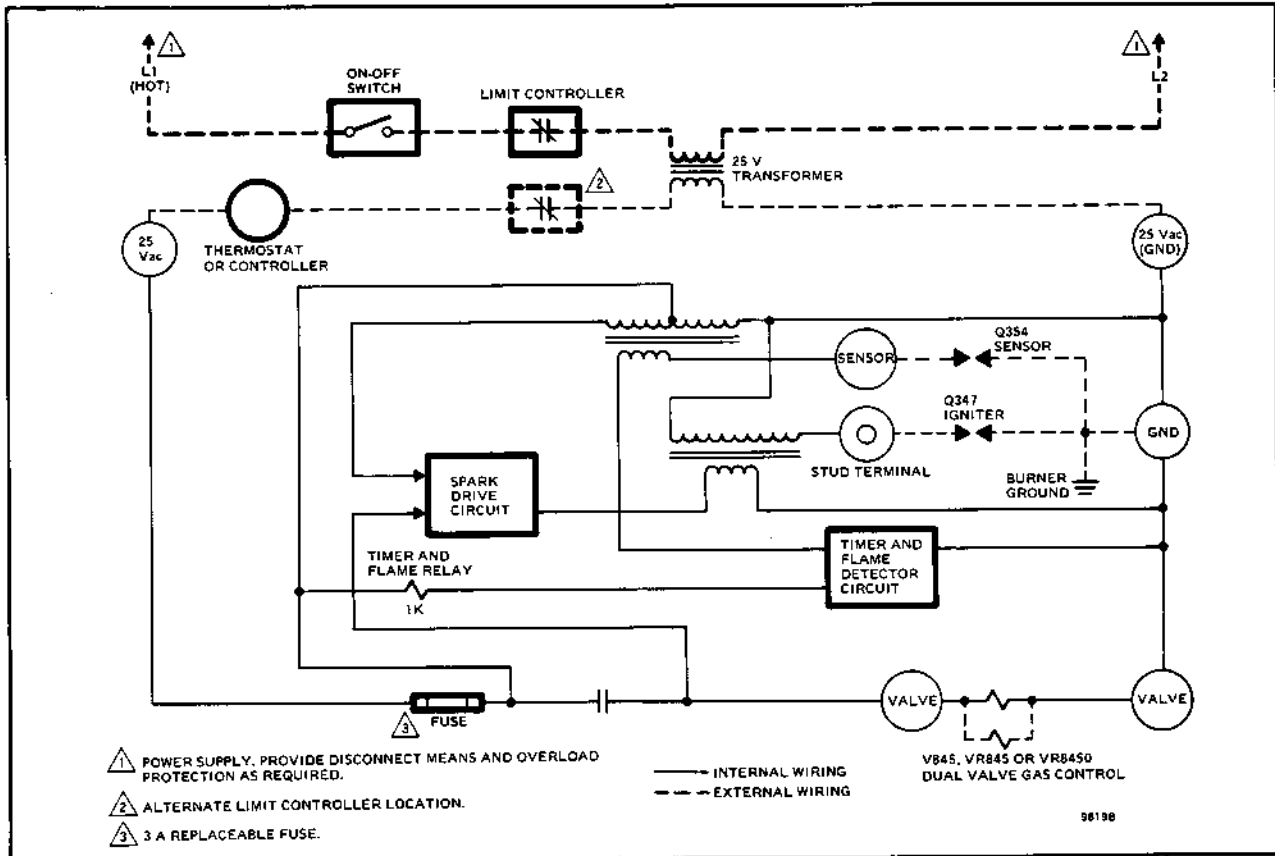 1
L1
(HOT)
ON-OFF
SWITCH
LIMIT CONTROLLER
1
L2
25 V
TRANSFORMER
2
25
Vac
THERMOSTAT
OR CONTROLLER
25 Vac
(GND)
SENSOR
Q354
SENSOR
Q347
IGNITER
GND
STUD TERMINAL
BURNER
GROUND
SPARK
DRIVE
CIRCUIT
TIMER AND
FLAME RELAY
1K
TIMER AND
FLAME
DETECTOR
CIRCUIT
FUSE
3
VALVE
VALVE
V845, VR845 OR VR8450
DUAL VALVE GAS CONTROL
1 POWER SUPPLY. PROVIDE DISCONNECT MEANS AND OVERLOAD
PROTECTION AS REQUIRED.
2 ALTERNATE LIMIT CONTROLLER LOCATION.
3 3 A REPLACEABLE FUSE.
INTERNAL WIRING
EXTERNAL WIRING